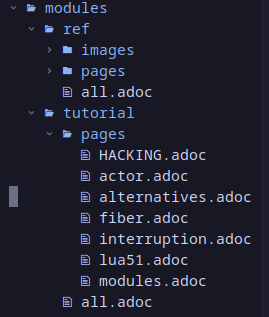 modules
ref
images
pages
all.adoc
tutorial
pages
HACKING.adoc
actor.adoc
alternatives.adoc
fiber.adoc
interruption.adoc
lua51.adoc
modules.adoc
all.adoc